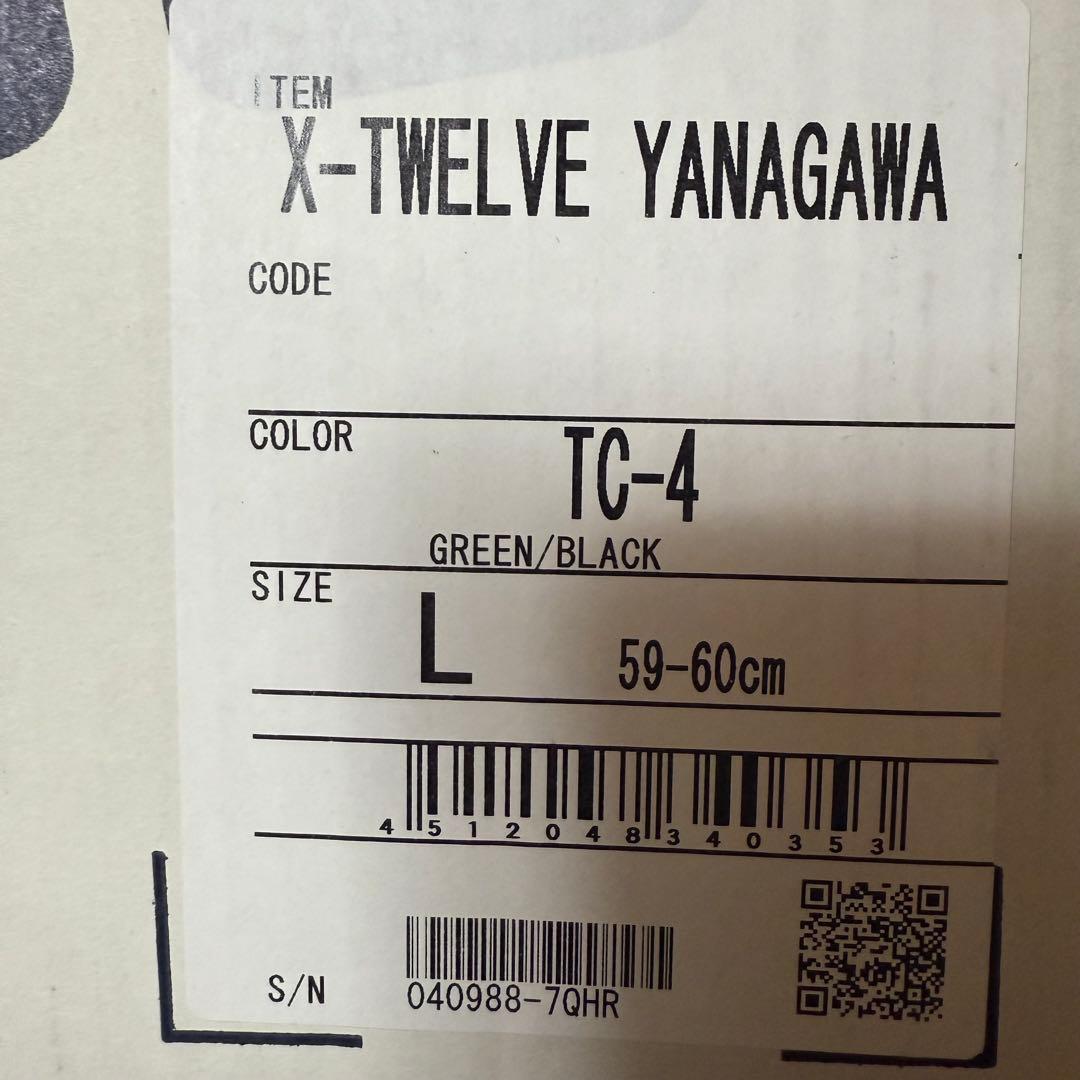 ITEM
X-TWELVE YANAGAWA
CODE
COLOR
TC-4
GREEN/BLACK
SIZE
L 59-60cm
4 512048 340353
S/N
040988-7QHR